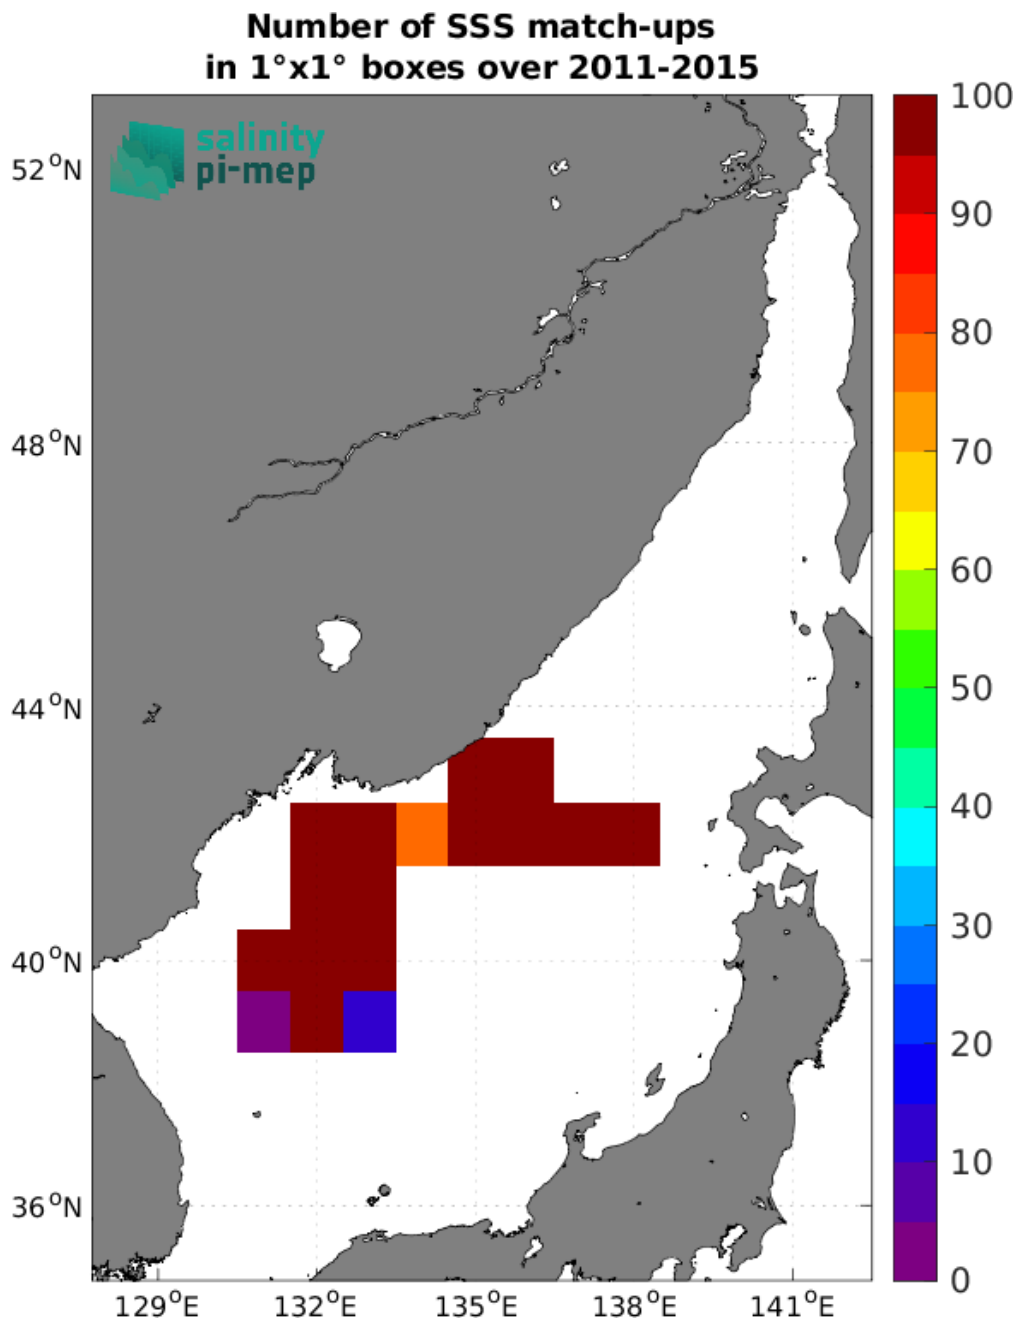 Number of SSS match-ups
in 1°x1° boxes over 2011-2015
salinity
pi-mep
52°N
48°N
44°N
40°N
36°N
129°E
132°E
135°E
138°E
141°E
100
90
80
70
60
50
40
30
20
10
0